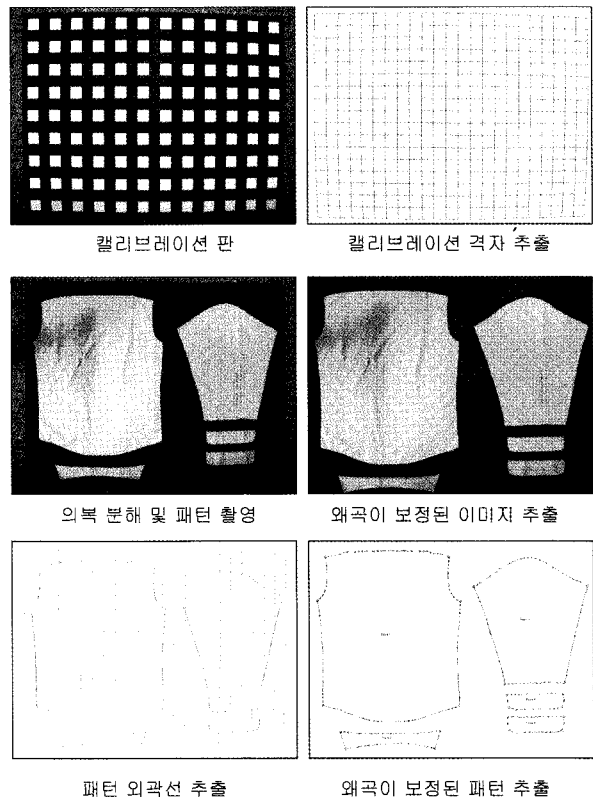 캘리브레이션 판
캘리브레이션 격자 추출
의복 분해 및 패턴 촬영
왜곡이 보정된 이미지 추출
패턴 외곽선 추출
왜곡이 보정된 패턴 추출